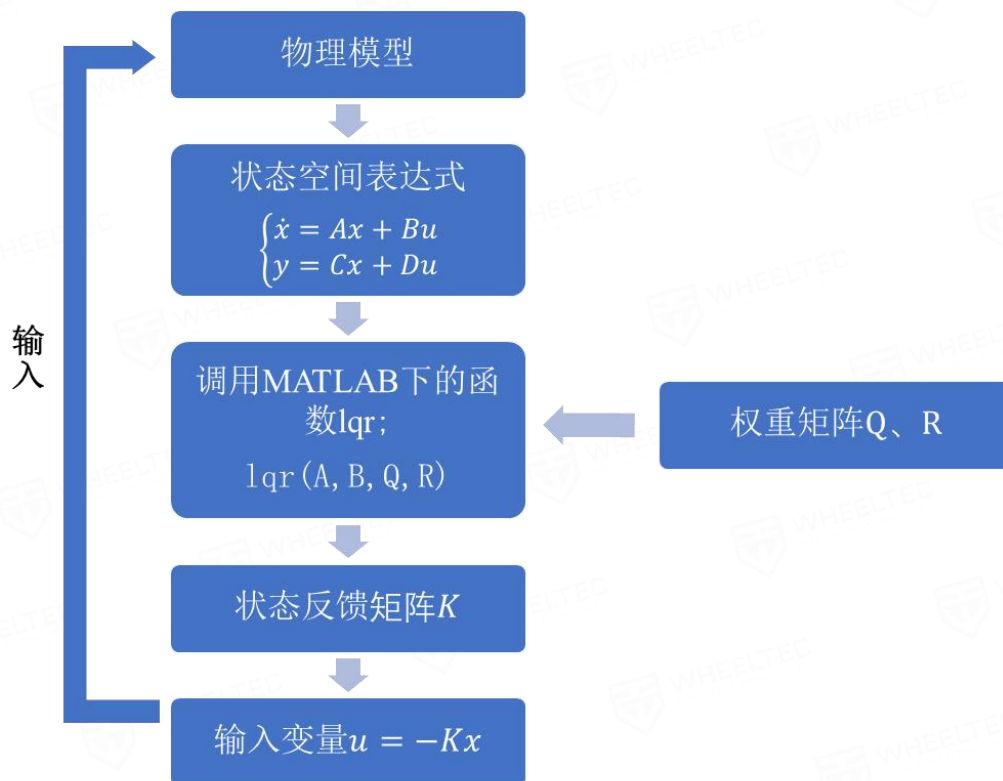 物理模型
状态空间表达式
ẋ = Ax + Bu
y = Cx + Du
输
入
调用MATLAB下的函
数lqr;
lqr(A,B,Q,R)
权重矩阵Q、R
状态反馈矩阵K
输入变量u = −Kx
WHEELTEC